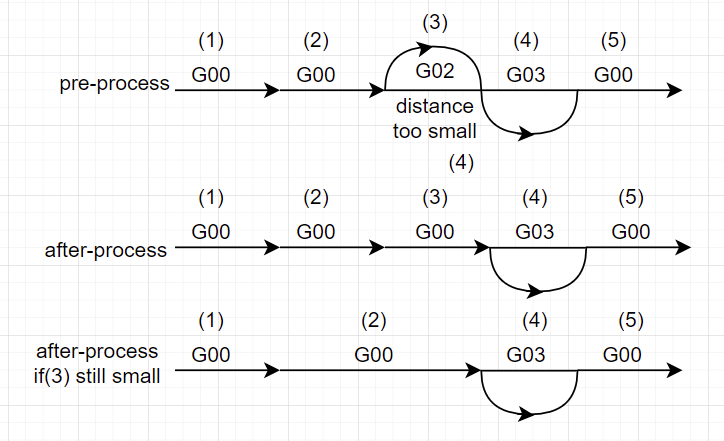 (1) (2) (3) (4) (5)
pre-process G00 G00 G02 G03 G00
distance
too small
(4)
(1) (2) (3) (4) (5)
after-process G00 G00 G00 G03 G00
(1) (2) (4) (5)
after-process
if(3) still small
G00 G00 G03 G00